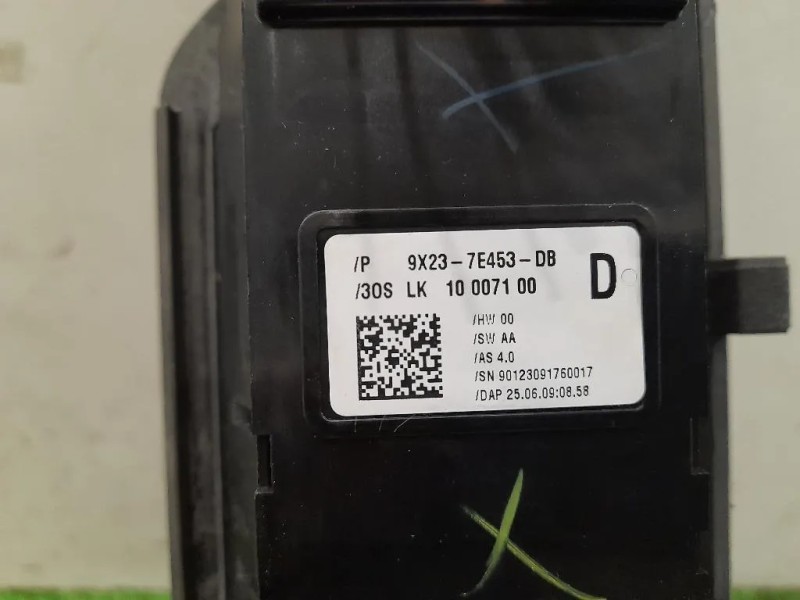 /P 9X23-7E453-DB
/3OS LK 10 0071 00 D
/HW 00
/SW AA
/AS 4.0
/SN 90123091760017
/DAP 25.06.09:08.58